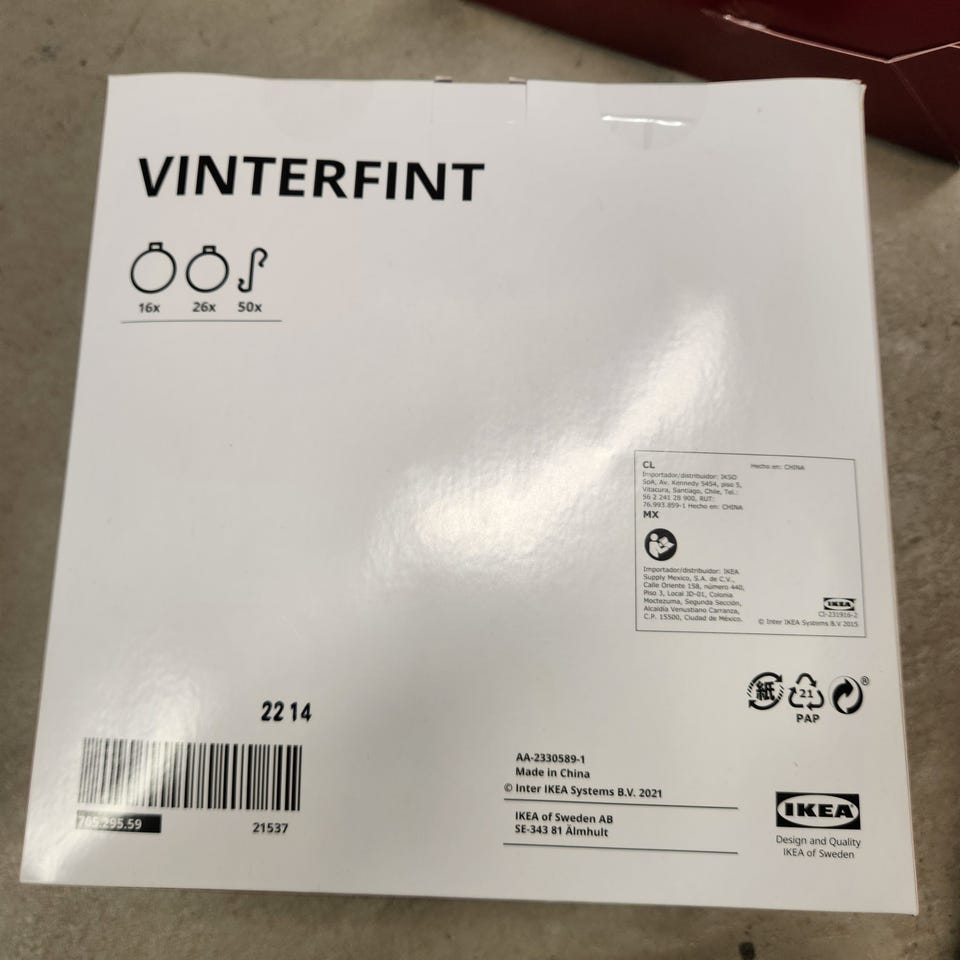 VINTERFINT
16x 26x 50x
CL
Importador/distribuidor: IKSO
SpA, Av. Kennedy 5454, piso 5,
Vitacura, Santiago, Chile, Tel.:
56 2 241 28 900, RUT:
76.993.859-1 Hecho en: CHINA
Hecho en: CHINA
MX
Importador/distribuidor: IKEA
Supply Mexico, S.A. de C.V.,
Calle Oriente 158, número 440,
Piso 3, Local JD-01, Colonia
Moctezuma, Segunda Sección,
Alcaldía Venustiano Carranza,
C.P. 15500, Ciudad de México.
IKEA
CI-231916-2
© Inter IKEA Systems B.V 2015
紙 21 ®
PAP
22 14
705.295.59
21537
AA-2330589-1
Made in China
© Inter IKEA Systems B.V. 2021
IKEA of Sweden AB
SE-343 81 Älmhult
IKEA
Design and Quality
IKEA of Sweden